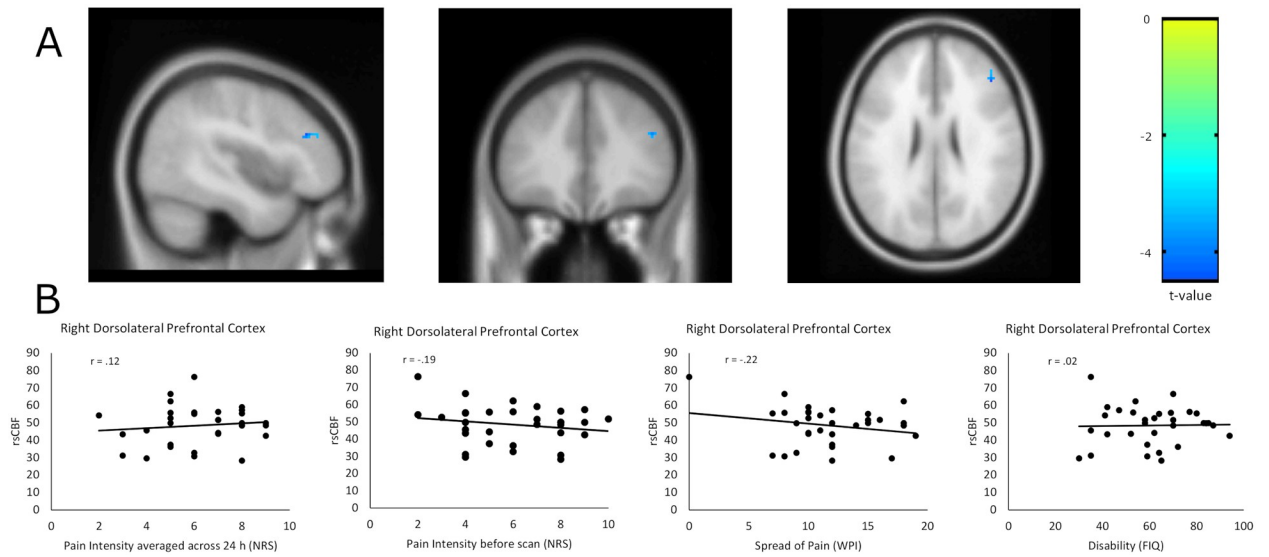 A
0
-2
-4
t-value
B
Right Dorsolateral Prefrontal Cortex
r = .12
90
80
70
60
50
40
30
20
10
0
rsCBF
0 2 4 6 8 10
Pain Intensity averaged across 24 h (NRS)
Right Dorsolateral Prefrontal Cortex
r = -.19
90
80
70
60
50
40
30
20
10
0
rsCBF
0 2 4 6 8 10
Pain Intensity before scan (NRS)
Right Dorsolateral Prefrontal Cortex
r = -.22
90
80
70
60
50
40
30
20
10
0
rsCBF
0 5 10 15 20
Spread of Pain (WPI)
Right Dorsolateral Prefrontal Cortex
r = .02
90
80
70
60
50
40
30
20
10
0
rsCBF
0 20 40 60 80 100
Disability (FIQ)